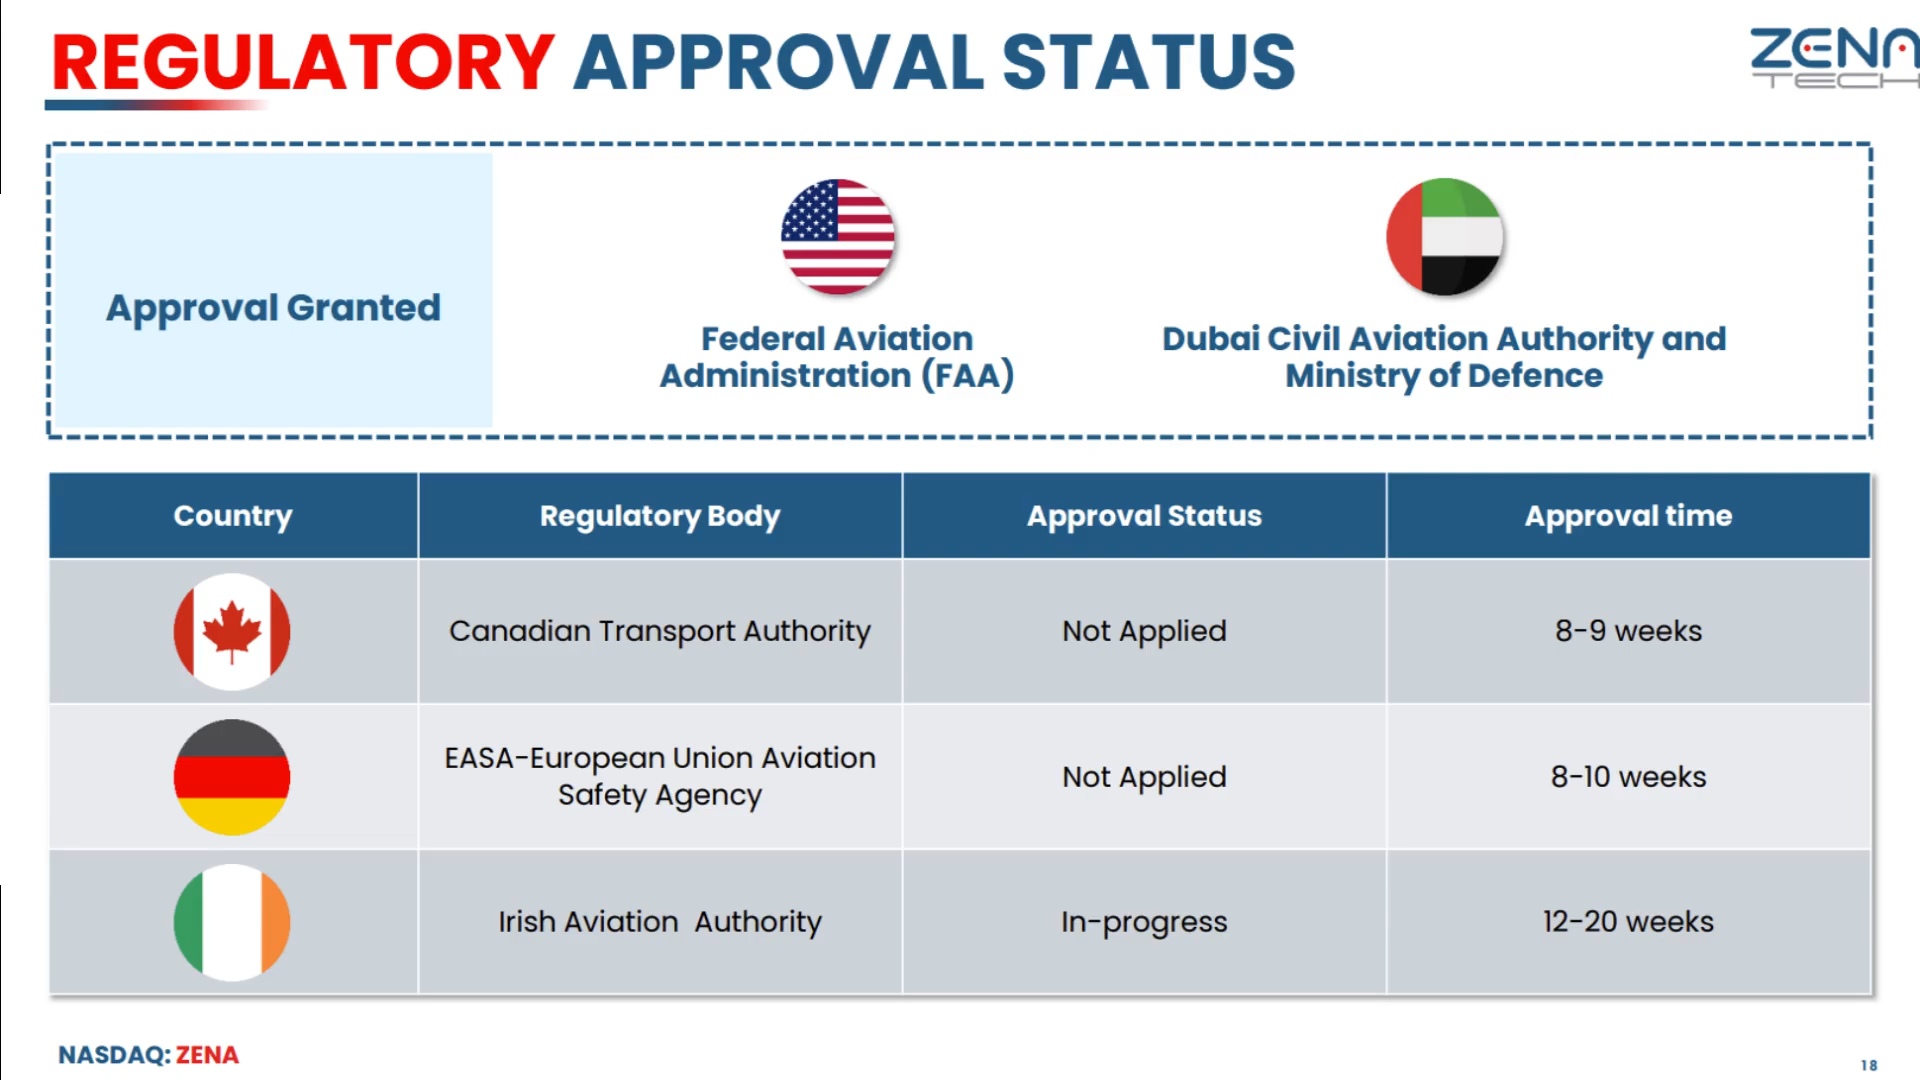 REGULATORY APPROVAL STATUS
ZENA
TECH
Approval Granted
Federal Aviation
Administration (FAA)
Dubai Civil Aviation Authority and
Ministry of Defence
Country
Regulatory Body
Approval Status
Approval time
Canadian Transport Authority
Not Applied
8-9 weeks
EASA-European Union Aviation
Safety Agency
Not Applied
8-10 weeks
Irish Aviation  Authority
In-progress
12-20 weeks
NASDAQ: ZENA
18